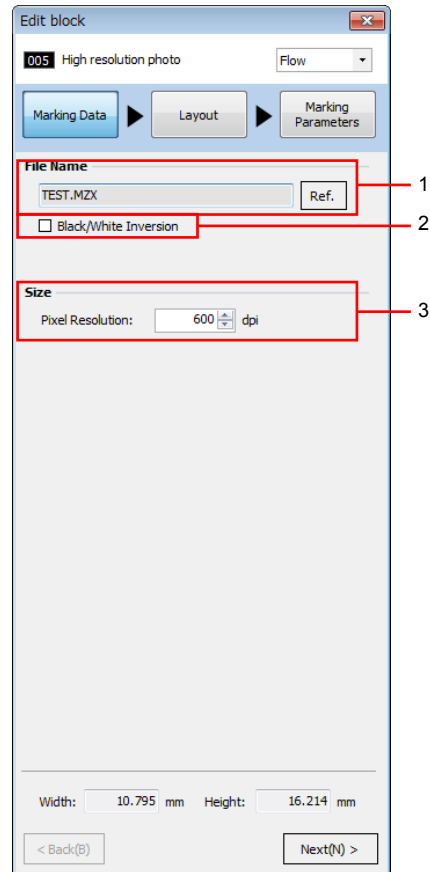 Edit block
005 High resolution photo Flow
Marking Data Layout Marking Parameters
File Name
TEST.MZX Ref. 1
Black/White Inversion 2
Size
Pixel Resolution: 600 dpi 3
Width: 10.795 mm Height: 16.214 mm
< Back(B) Next(N) >